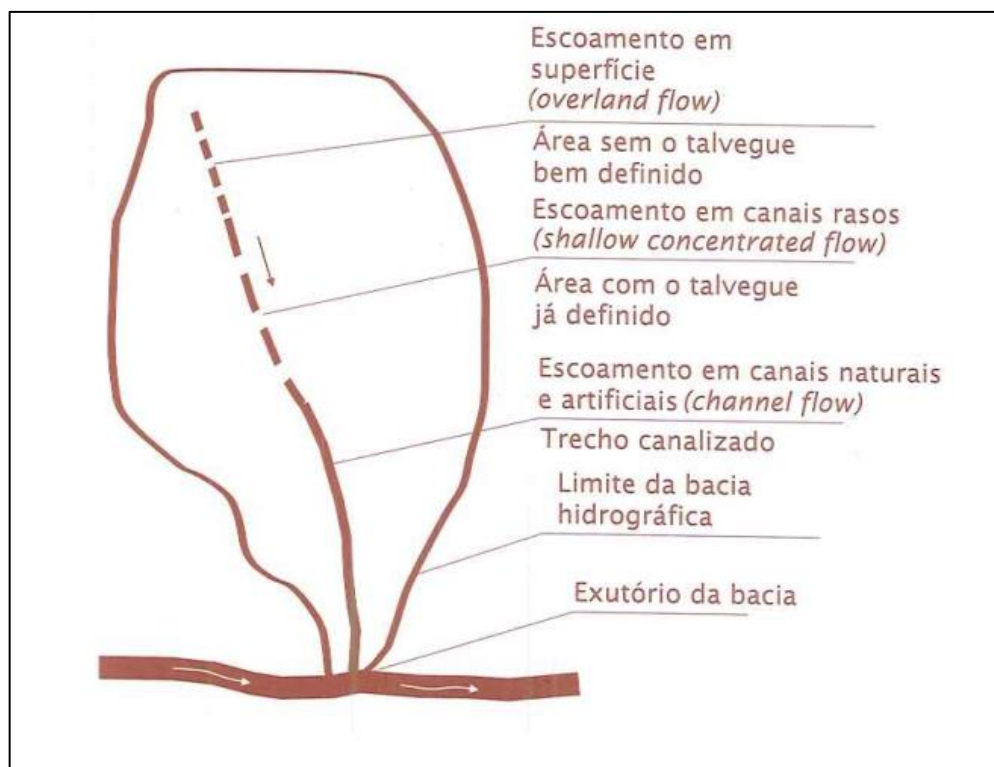 Escoamento em
superfície
(overland flow)
Área sem o talvegue
bem definido
Escoamento em canais rasos
(shallow concentrated flow)
Área com o talvegue
já definido
Escoamento em canais naturais
e artificiais (channel flow)
Trecho canalizado
Limite da bacia
hidrográfica
Exutório da bacia